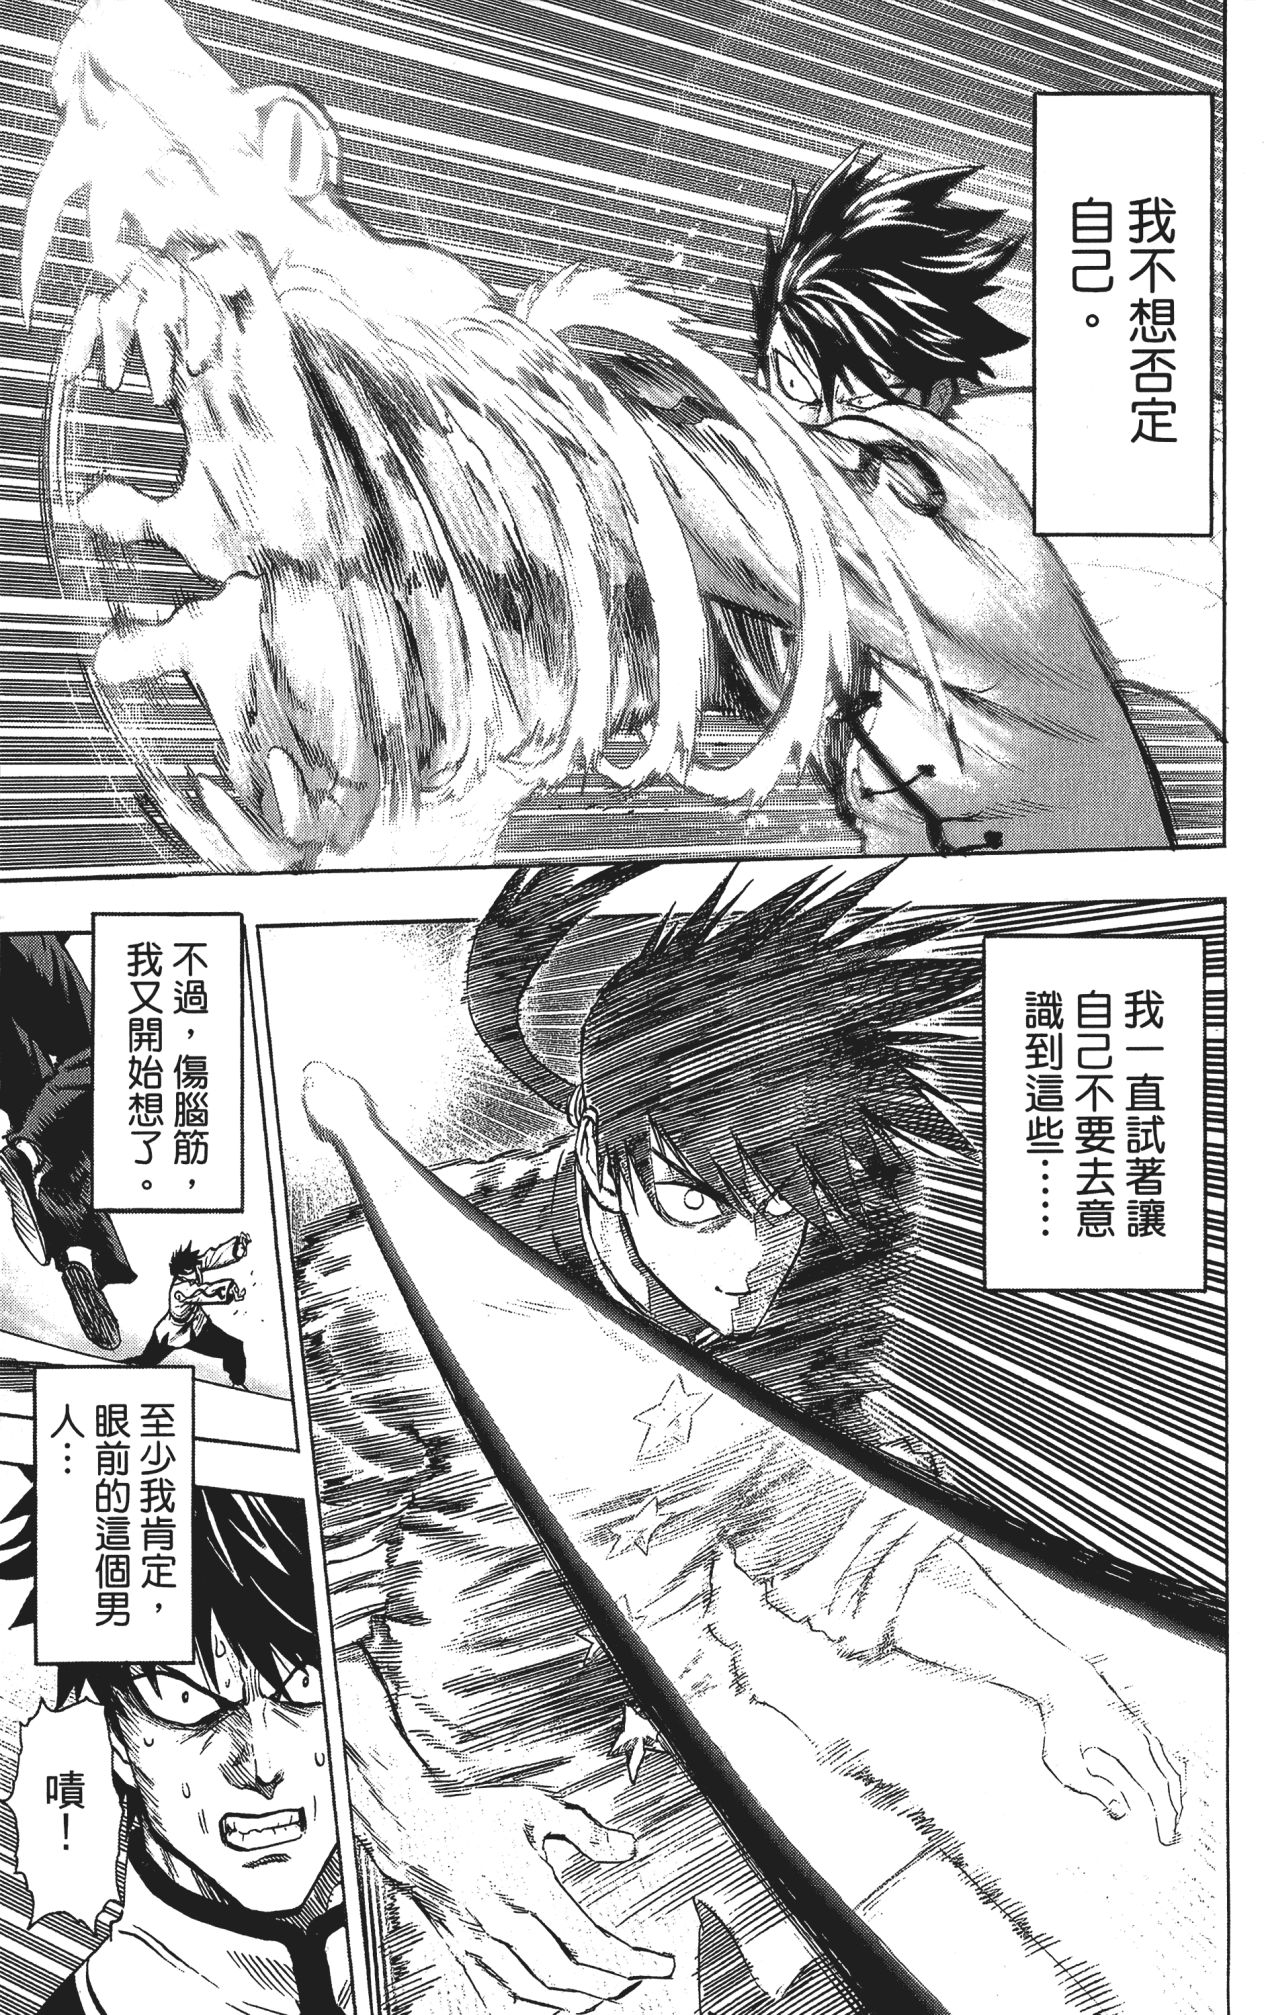 我不想否定
自己。
我一直試著讓
自己不要去意
識到這些……
不過，傷腦筋，
我又開始想了。
至少我肯定，
眼前的這個男
人…
嘖！